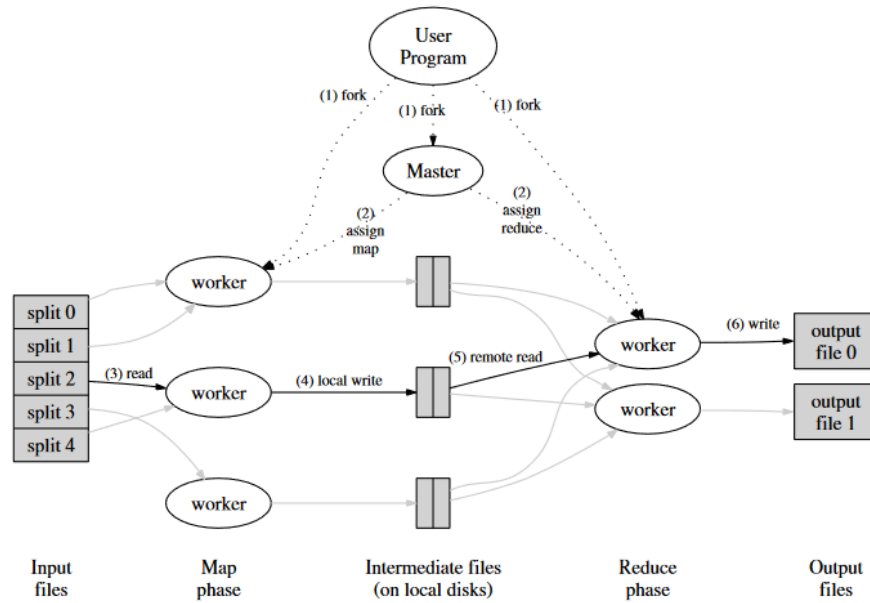 User
Program
(1) fork
(1) fork
(1) fork
Master
(2)
assign
map
(2)
assign
reduce
worker
split 0
split 1
split 2
split 3
split 4
(3) read
worker
(4) local write
(5) remote read
worker
(6) write
output
file 0
worker
output
file 1
worker
Input
files
Map
phase
Intermediate files
(on local disks)
Reduce
phase
Output
files